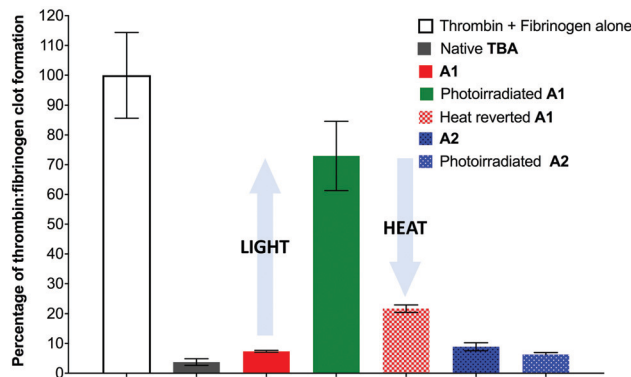 Percentage of thrombin:fibrinogen clot formation
120
110
100
90
80
70
60
50
40
30
20
10
0
LIGHT
HEAT
Thrombin + Fibrinogen alone
Native TBA
A1
Photoirradiated A1
Heat reverted A1
A2
Photoirradiated A2